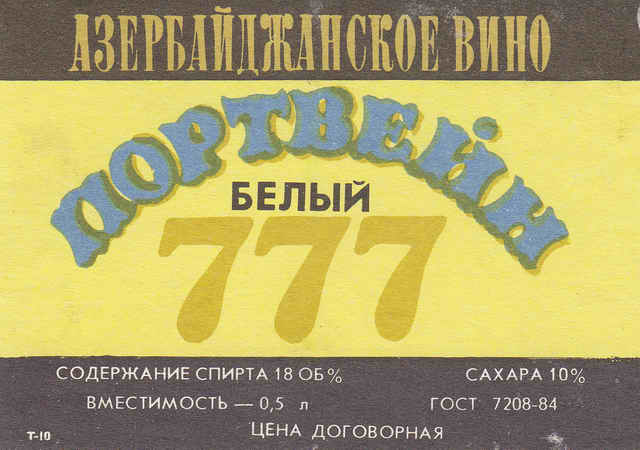 АЗЕРБАЙДЖАНСКОЕ ВИНО
ПОРТВЕЙН
БЕЛЫЙ
777
СОДЕРЖАНИЕ СПИРТА 18 ОБ% САХАРА 10%
ВМЕСТИМОСТЬ — 0,5 л ГОСТ 7208-84
Т-10 ЦЕНА ДОГОВОРНАЯ